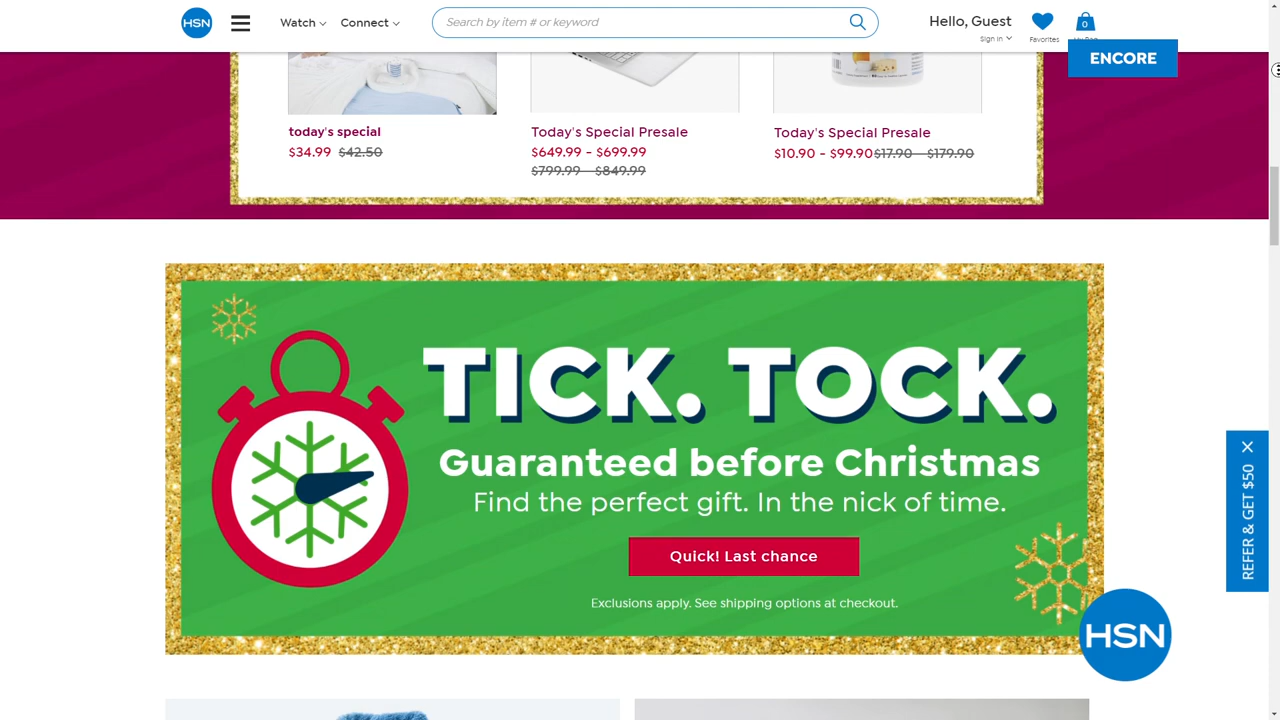 HSN
Watch
Connect
Search by item # or keyword
Hello, Guest
Sign In
Favorites
0
ENCORE
today's special
$34.99 $42.50
Today's Special Presale
$649.99 - $699.99
$799.99 - $849.99
Today's Special Presale
$10.90 - $99.90 $17.90 - $179.90
TICK. TOCK.
Guaranteed before Christmas
Find the perfect gift. In the nick of time.
Quick! Last chance
Exclusions apply. See shipping options at checkout.
REFER & GET $50
HSN